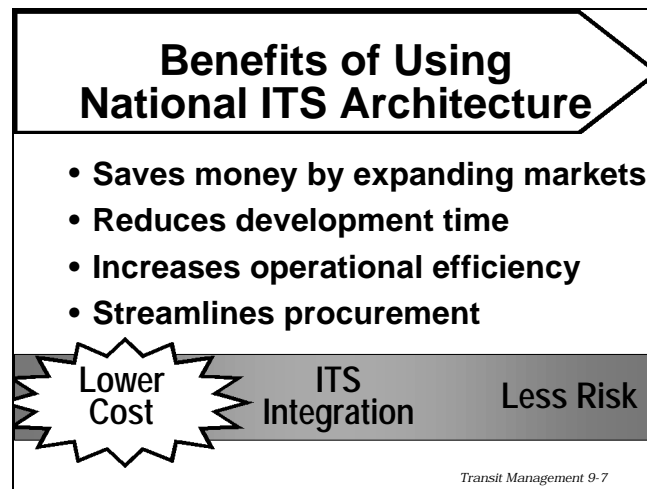 Benefits of Using
National ITS Architecture
• Saves money by expanding markets
• Reduces development time
• Increases operational efficiency
• Streamlines procurement
Lower
Cost
ITS
Integration
Less Risk
Transit Management 9-7